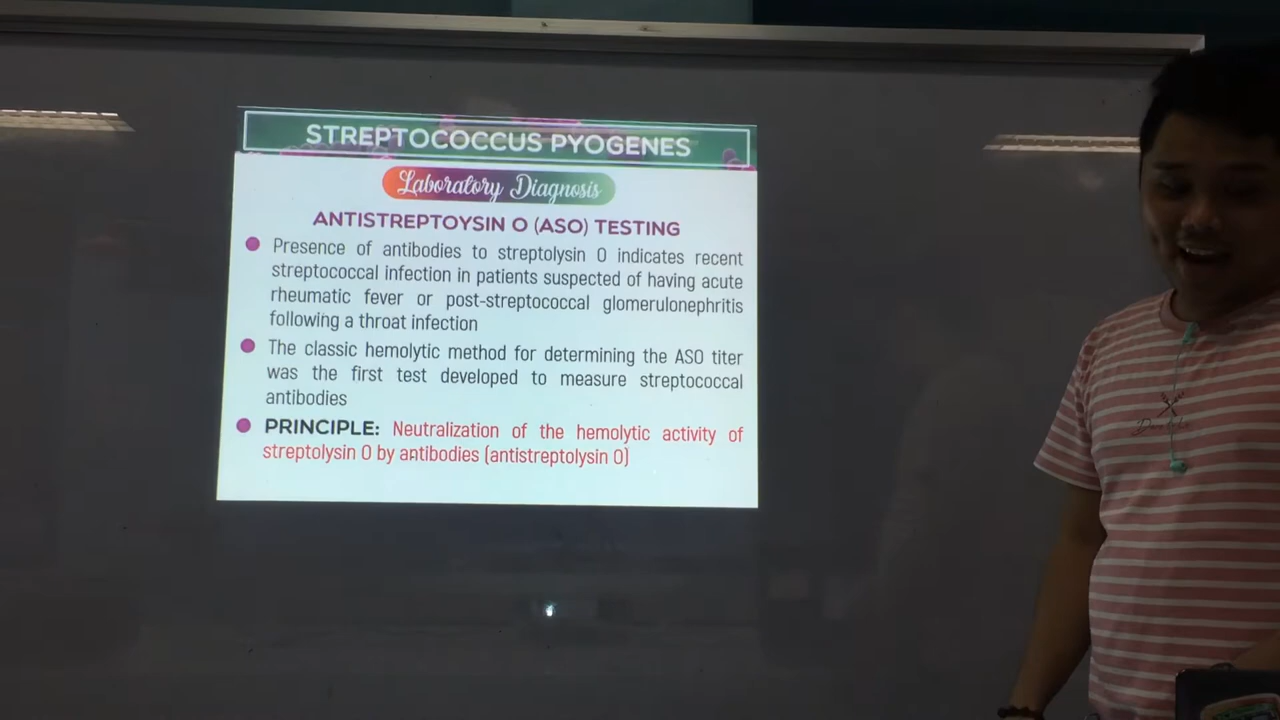 STREPTOCOCCUS PYOGENES
Laboratory Diagnosis
ANTISTREPTOYSIN O (ASO) TESTING
Presence of antibodies to streptolysin O indicates recent
streptococcal infection in patients suspected of having acute
rheumatic fever or post-streptococcal glomerulonephritis
following a throat infection
The classic hemolytic method for determining the ASO titer
was the first test developed to measure streptococcal
antibodies
PRINCIPLE: Neutralization of the hemolytic activity of
streptolysin O by antibodies (antistreptolysin O)